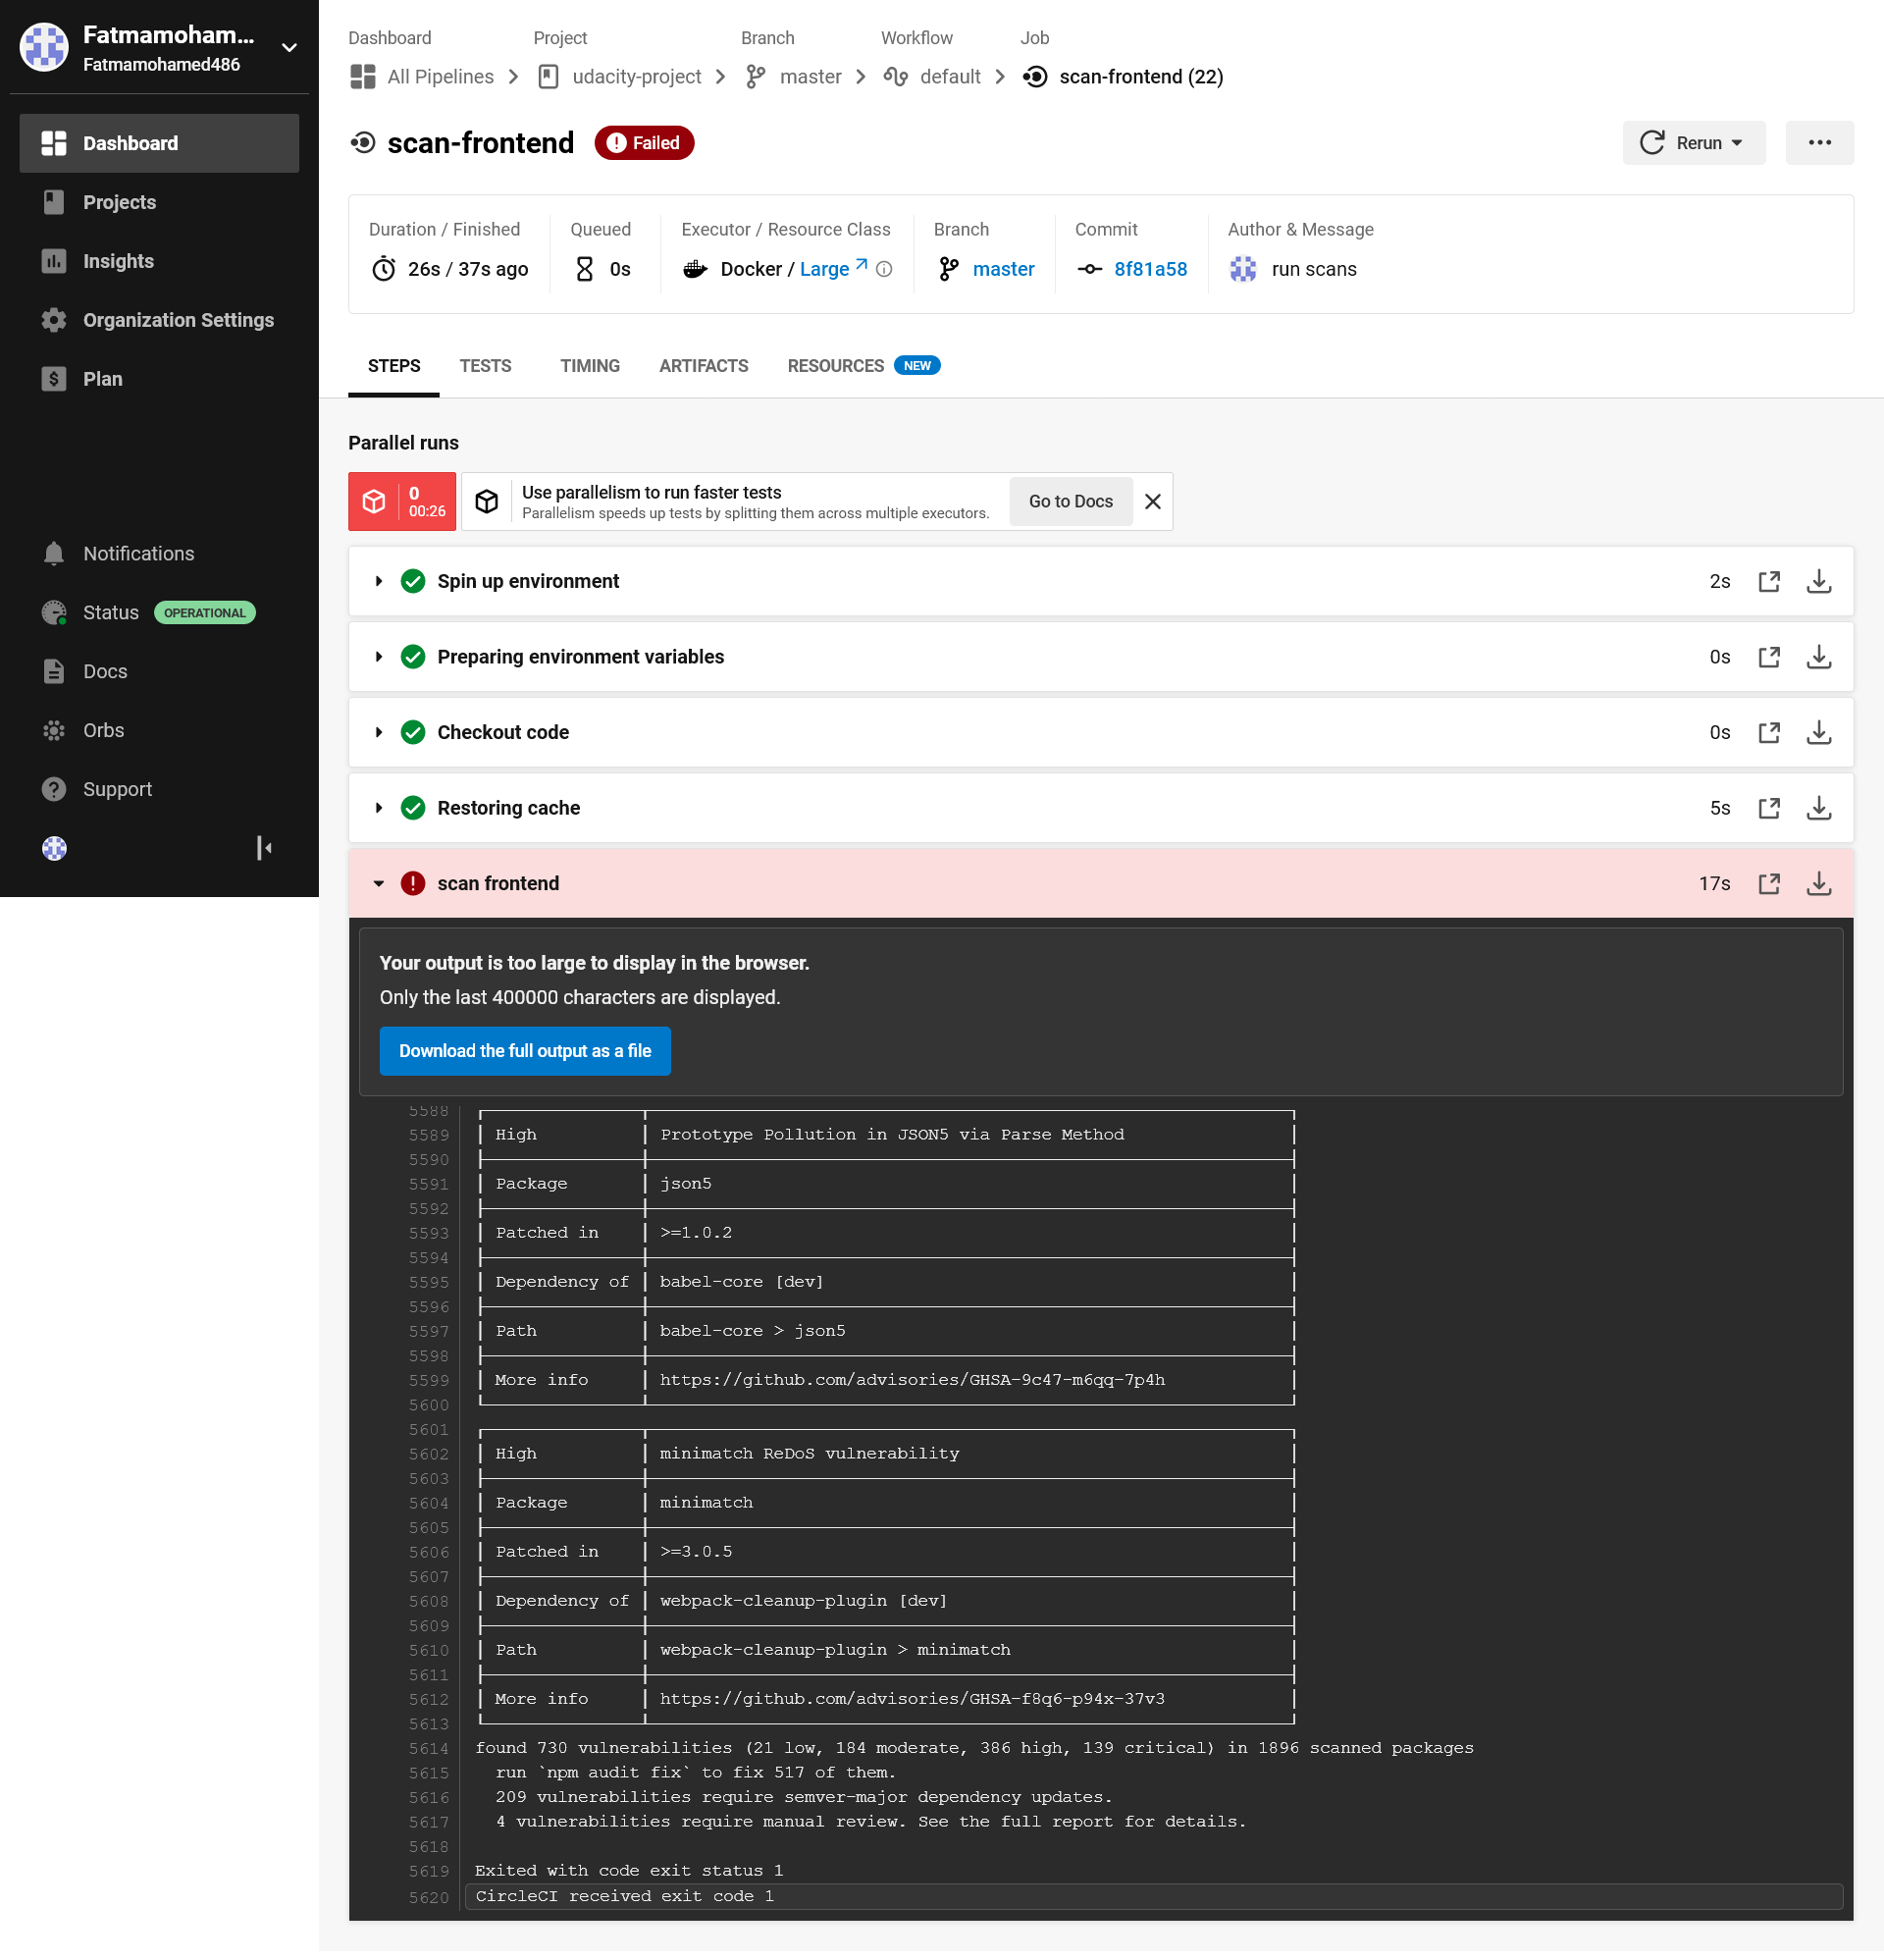 Fatmamoham...
Fatmamohamed486
Dashboard
Projects
Insights
Organization Settings
Plan
Notifications
Status OPERATIONAL
Docs
Orbs
Support
Dashboard Project Branch Workflow Job
All Pipelines udacity-project master default scan-frontend (22)
scan-frontend Failed
Rerun
Duration / Finished Queued Executor / Resource Class Branch Commit Author & Message
26s / 37s ago 0s Docker / Large master 8f81a58 run scans
STEPS TESTS TIMING ARTIFACTS RESOURCES NEW
Parallel runs
0
00:26
Use parallelism to run faster tests
Parallelism speeds up tests by splitting them across multiple executors.
Go to Docs
Spin up environment 2s
Preparing environment variables 0s
Checkout code 0s
Restoring cache 5s
scan frontend 17s
Your output is too large to display in the browser.
Only the last 400000 characters are displayed.
Download the full output as a file
5588
5589 High Prototype Pollution in JSON5 via Parse Method
5590
5591 Package json5
5592
5593 Patched in >=1.0.2
5594
5595 Dependency of babel-core [dev]
5596
5597 Path babel-core > json5
5598
5599 More info https://github.com/advisories/GHSA-9c47-m6qq-7p4h
5600
5601
5602 High minimatch ReDoS vulnerability
5603
5604 Package minimatch
5605
5606 Patched in >=3.0.5
5607
5608 Dependency of webpack-cleanup-plugin [dev]
5609
5610 Path webpack-cleanup-plugin > minimatch
5611
5612 More info https://github.com/advisories/GHSA-f8q6-p94x-37v3
5613
5614 found 730 vulnerabilities (21 low, 184 moderate, 386 high, 139 critical) in 1896 scanned packages
5615 run `npm audit fix` to fix 517 of them.
5616 209 vulnerabilities require semver-major dependency updates.
5617 4 vulnerabilities require manual review. See the full report for details.
5618
5619 Exited with code exit status 1
5620 CircleCI received exit code 1